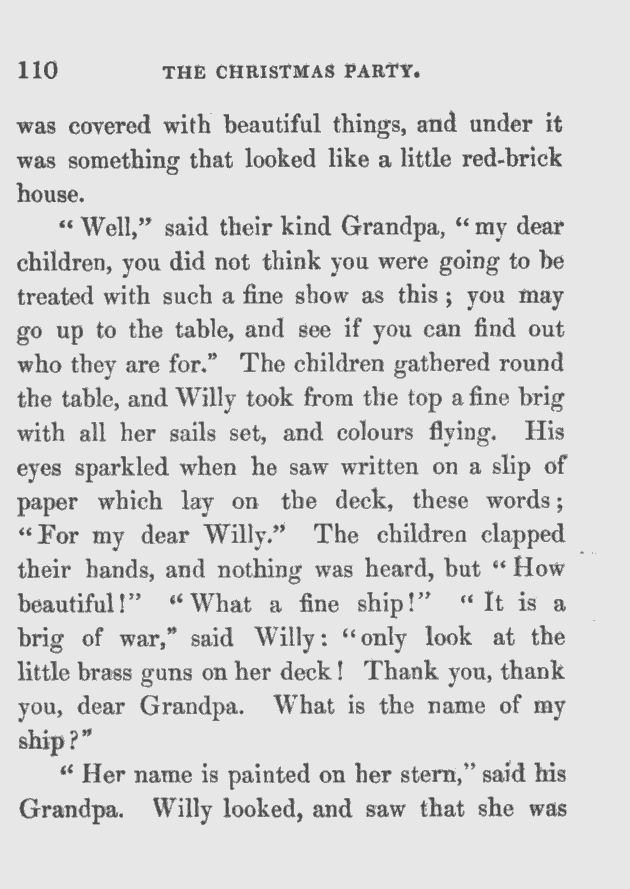 110 THE CHRISTMAS PARTY.
was covered with beautiful things, and under it
was something that looked like a little red-brick
house.
“ Well,” said their kind Grandpa, “ my dear
children, you did not think you were going to be
treated with such a fine show as this ; you may
go up to the table, and see if you can find out
who they are for.” The children gathered round
the table, and Willy took from the top a fine brig
with all her sails set, and colours flying. His
eyes sparkled when he saw written on a slip of
paper which lay on the deck, these words ;
“ For my dear Willy.” The children clapped
their hands, and nothing was heard, but “ How
beautiful !” “ What a fine ship !” “ It is a
brig of war,” said Willy : “ only look at the
little brass guns on her deck ! Thank you, thank
you, dear Grandpa. What is the name of my
ship ?”
“ Her name is painted on her stern,” said his
Grandpa. Willy looked, and saw that she was